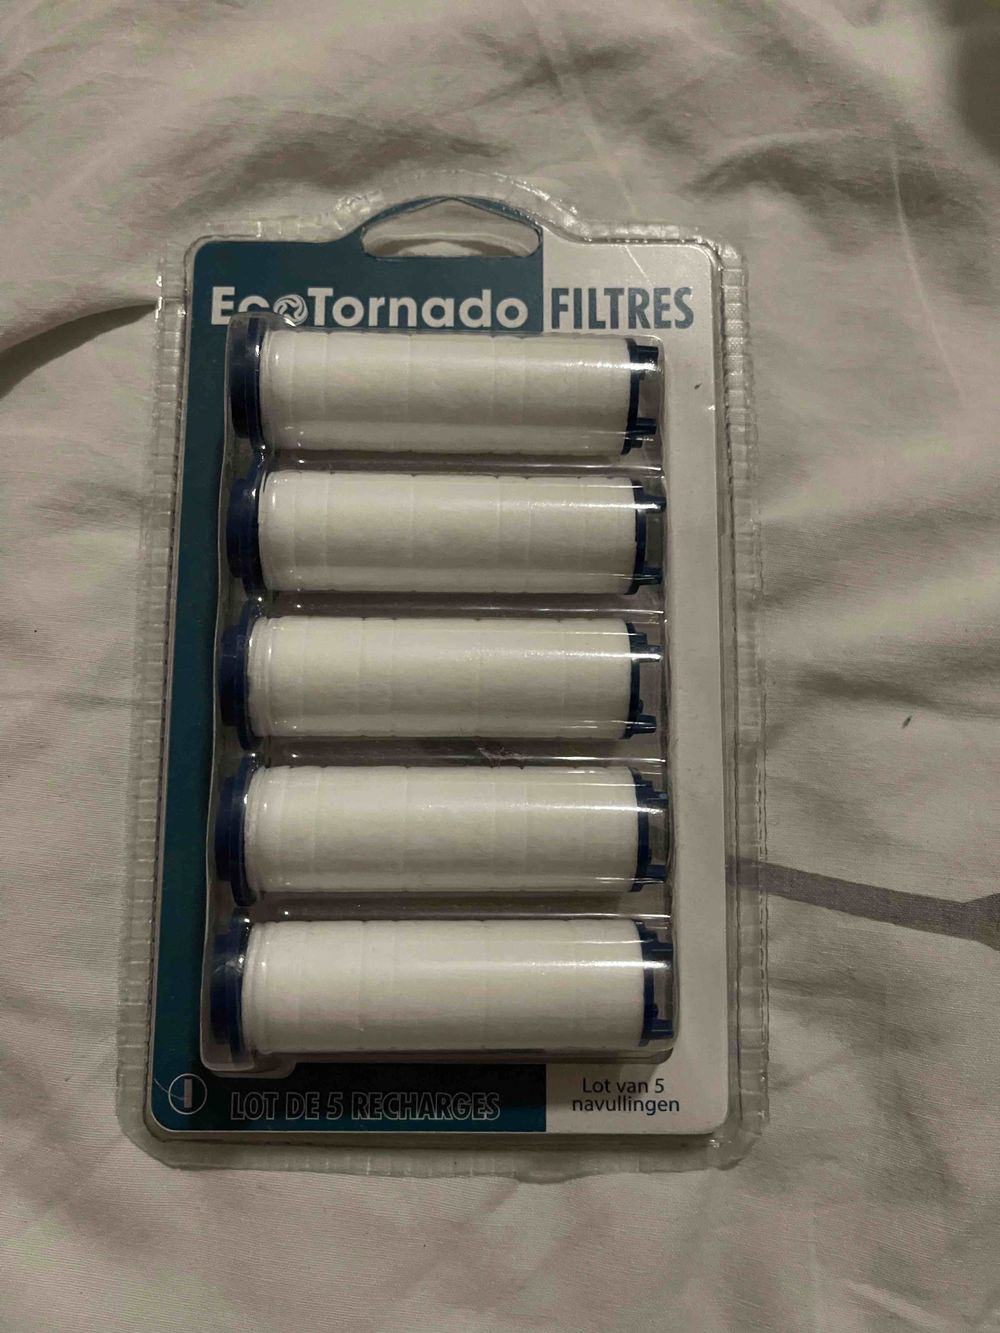 EcoTornado FILTRES
LOT DE 5 RECHARGES
Lot van 5
navullingen